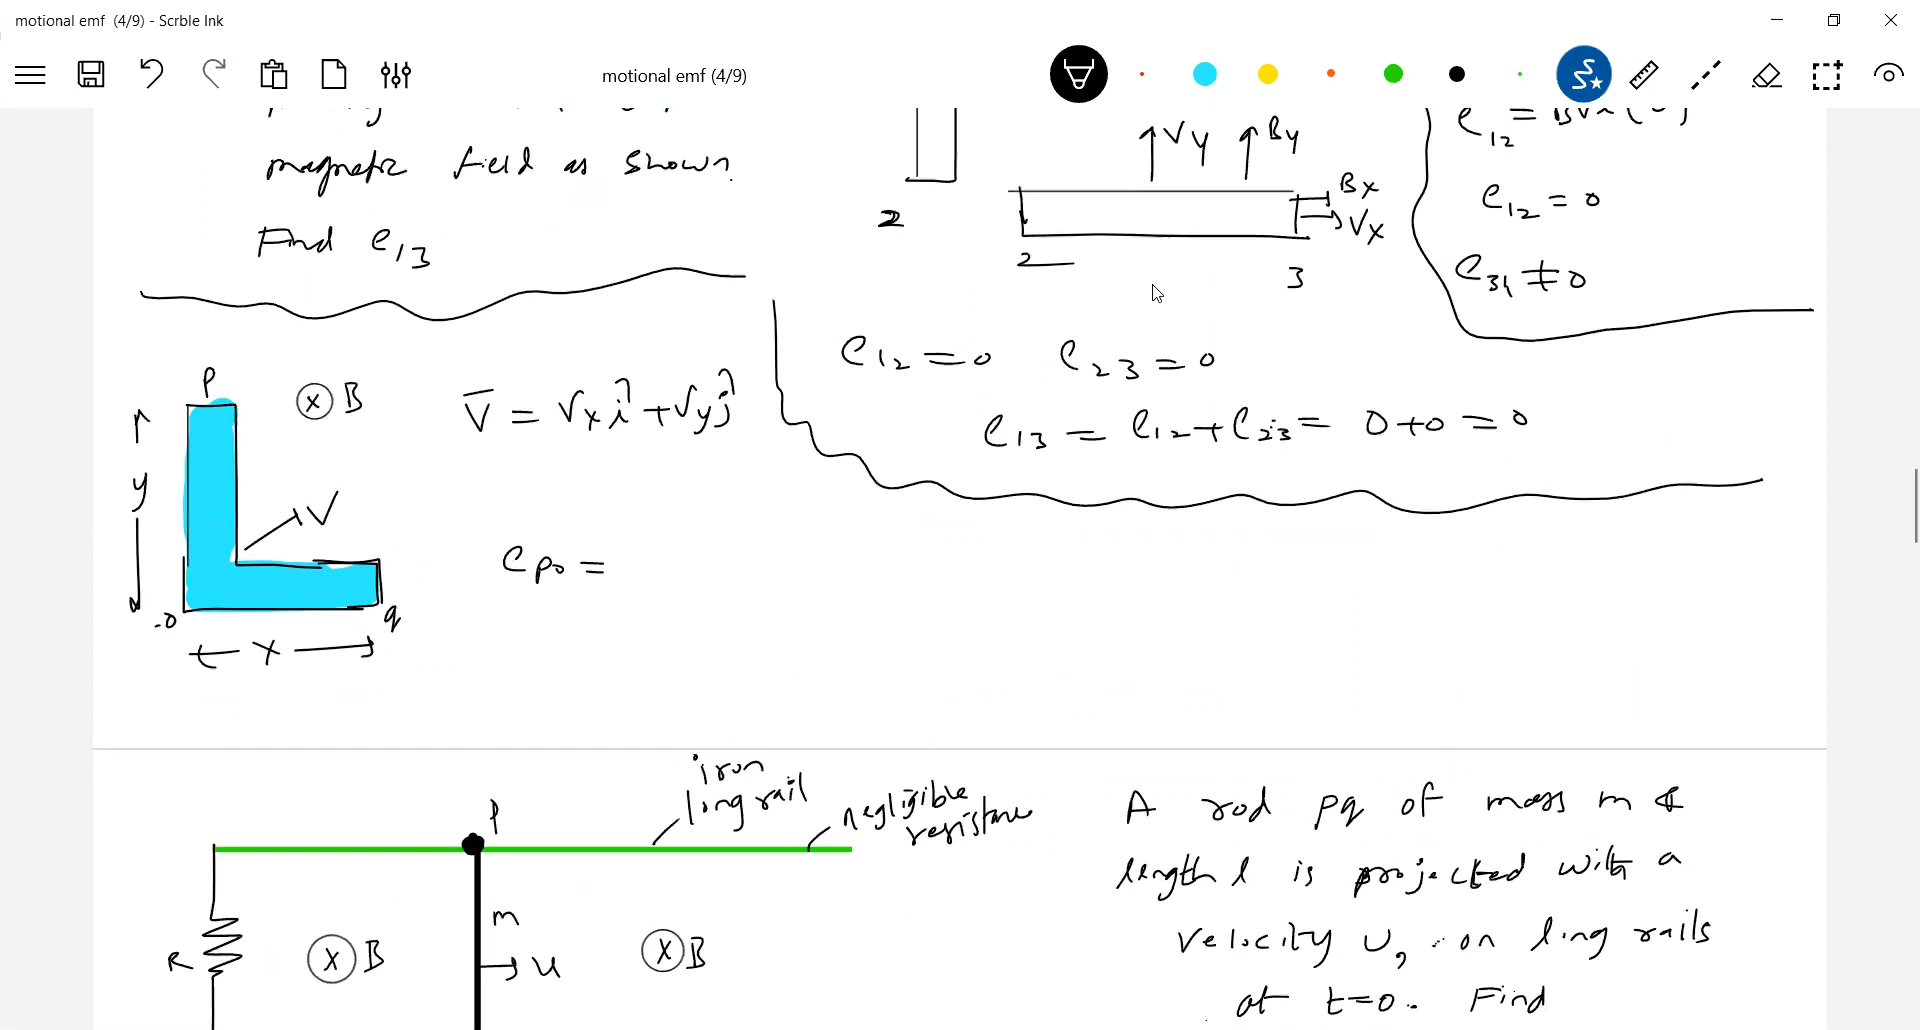 motional emf (4/9) - Scrble Ink
motional emf (4/9)
magnetic field as shown.
Find e13
2
Vy By
Bx
Vx
2
3
e12 =
e12 = 0
e31 ≠ 0
e12 = 0 e23 = 0
e13 = e12 + e23 = 0+0 = 0
P
(x) B
V̄ = Vx î + Vy ĵ
y
V
epo =
o
q
x
iron
long rail
negligible
resistance
P
m
R
(x) B
u
(x) B
A rod pq of mass m &
length l is projected with a
velocity u, on long rails
at t=0. Find